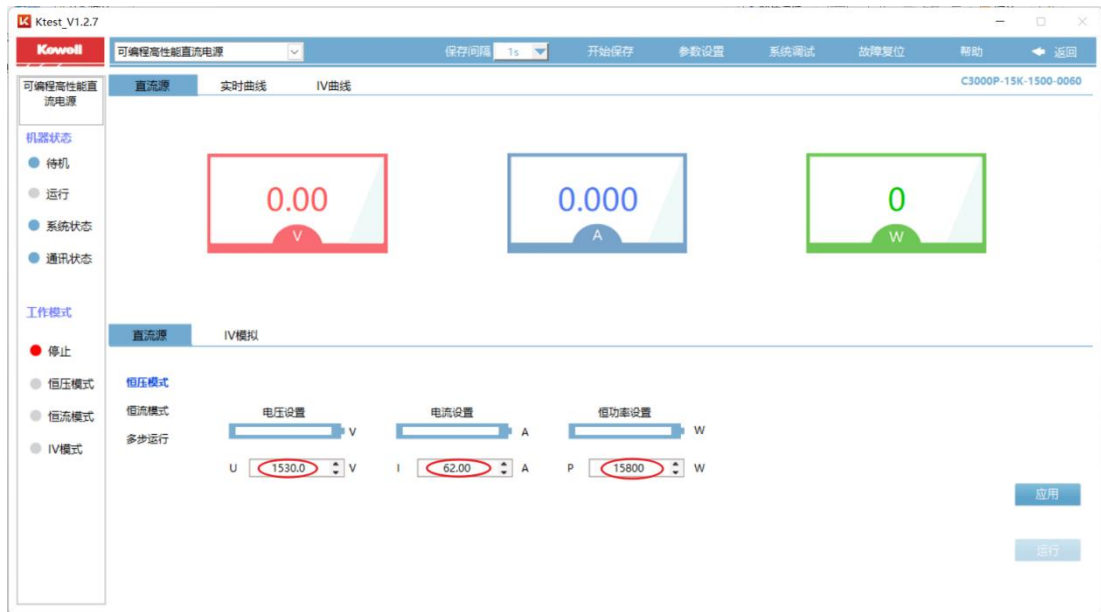 Ktest_V1.2.7
Kewell
可编程高性能直流电源
保存间隔 1s 开始保存 参数设置 系统调试 故障复位 帮助 返回
可编程高性能直
流电源
直流源 实时曲线 IV曲线
C3000P-15K-1500-0060
机器状态
待机
运行
系统状态
通讯状态
0.00
V
0.000
A
0
W
工作模式
停止
恒压模式
恒流模式
IV模式
直流源 IV模拟
恒压模式
恒流模式
多步运行
电压设置 电流设置 恒功率设置
V A W
U 1530.0 V I 62.00 A P 15800 W
应用
运行